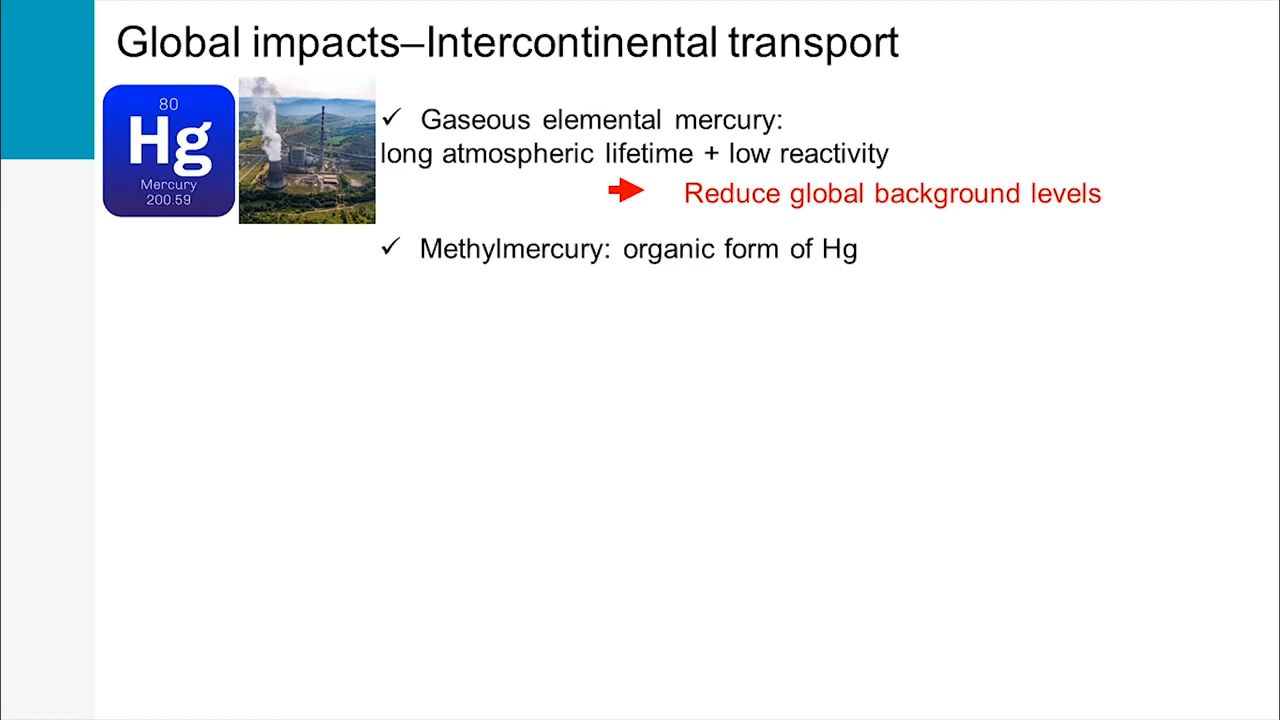 Global impacts–Intercontinental transport
80
Hg
Mercury
200.59
✓ Gaseous elemental mercury:
long atmospheric lifetime + low reactivity
Reduce global background levels
✓ Methylmercury: organic form of Hg